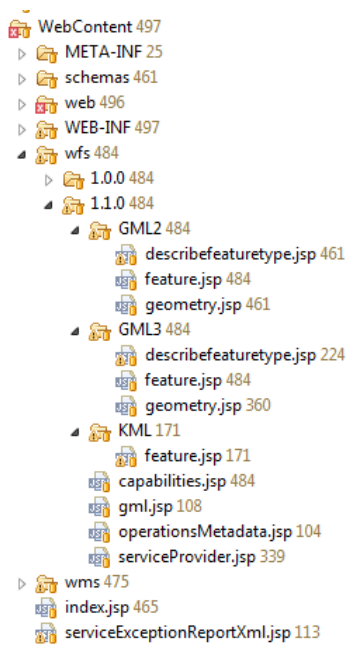 WebContent 497
META-INF 25
schemas 461
web 496
WEB-INF 497
wfs 484
1.0.0 484
1.1.0 484
GML2 484
describefeaturetype.jsp 461
feature.jsp 484
geometry.jsp 461
GML3 484
describefeaturetype.jsp 224
feature.jsp 484
geometry.jsp 360
KML 171
feature.jsp 171
capabilities.jsp 484
gml.jsp 108
operationsMetadata.jsp 104
serviceProvider.jsp 339
wms 475
index.jsp 465
serviceExceptionReportXml.jsp 113